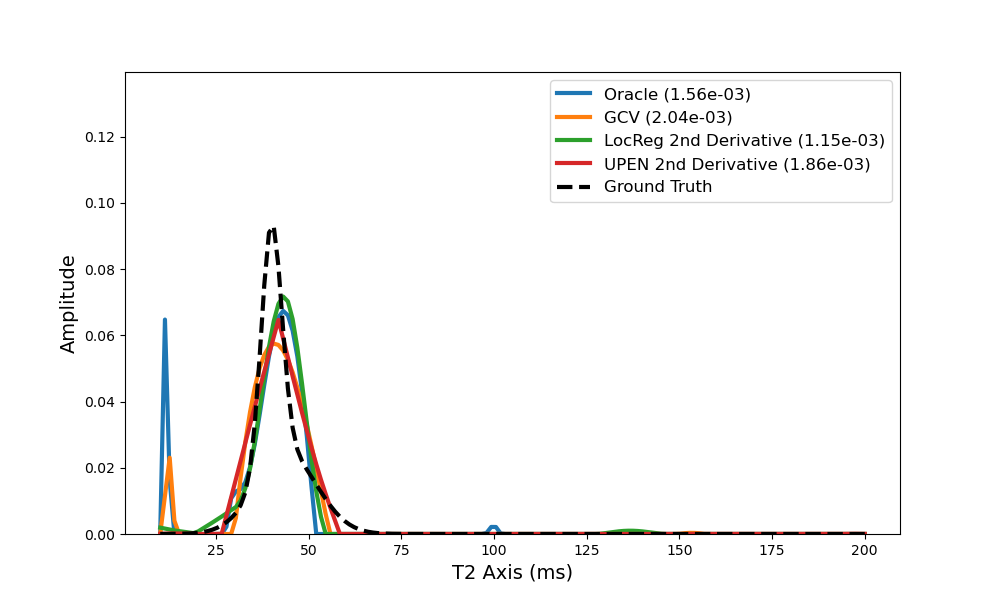 Oracle (1.56e-03)
GCV (2.04e-03)
LocReg 2nd Derivative (1.15e-03)
UPEN 2nd Derivative (1.86e-03)
Ground Truth
Amplitude
0.12
0.10
0.08
0.06
0.04
0.02
0.00
25 50 75 100 125 150 175 200
T2 Axis (ms)